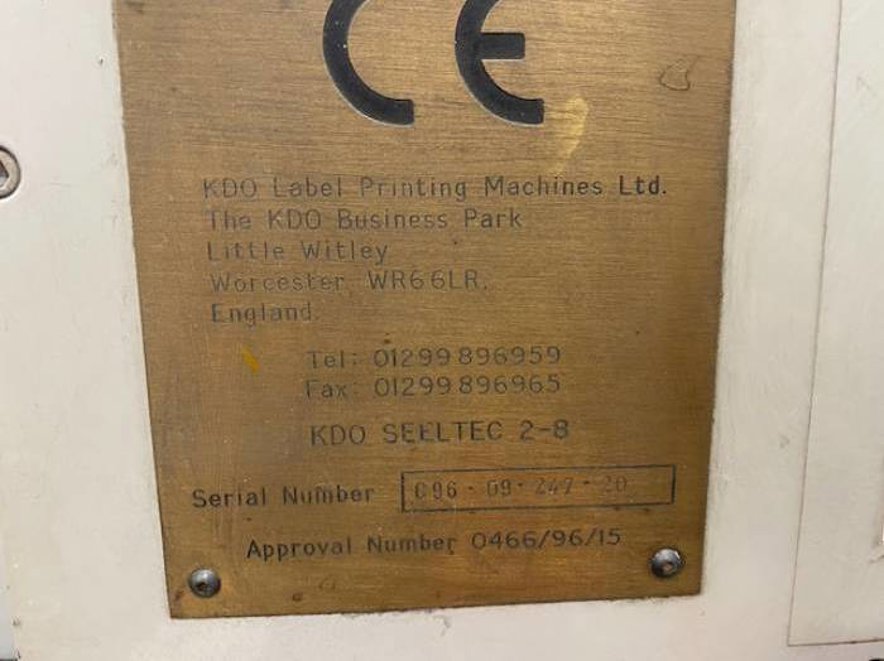 CE
KDO Label Printing Machines Ltd.
The KDO Business Park
Little Witley
Worcester WR6 6LR.
England.
Tel: 01299 896959
Fax: 01299 896965
KDO SEELTEC 2-8
Serial Number
Approval Number 0466/96/15